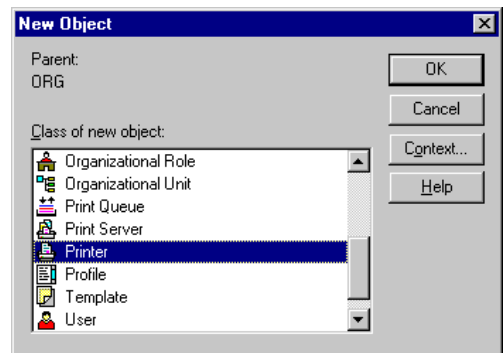 New Object
Parent:
ORG
Class of new object:
Organizational Role
Organizational Unit
Print Queue
Print Server
Printer
Profile
Template
User
OK
Cancel
Context...
Help